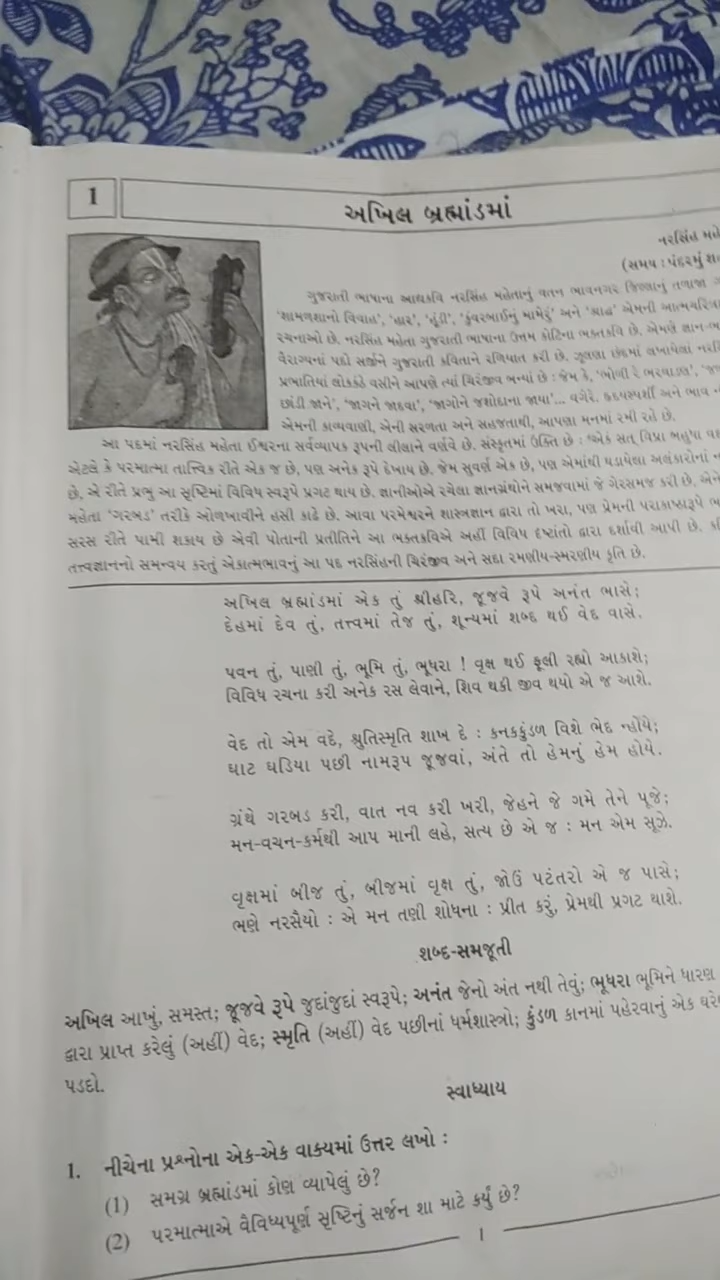 1
અખિલ બ્રહ્માંડમાં
નરસિંહ
(સમય : પંદરમું
ગુજરાતી ભાષાના આદ્યકવિ નરસિંહ મહેતાનું વતન ભાવનગર જિલ્લાનું તળાજા
'શામળશાનો વિવાહ', 'હાર', 'હૂંડી', 'કુંવરબાઈનું મામેરું' અને 'શ્રાદ્ધ' એમની
રચનાઓ છે. નરસિંહ મહેતા ગુજરાતી ભાષાના ઉત્તમ કોટિના ભક્તકવિ છે. એમણે
વૈરાગ્યનાં પદો સર્જીને ગુજરાતી કવિતાને રળિયાત કરી છે. ઝૂલણા છંદમાં લખાયેલાં
પ્રભાતિયાં લોકકંઠે વસીને આપણે ત્યાં ચિરંજીવ બન્યાં છે : જેમ કે, 'ભોળી રે ભરવાડણ',
છાંડી જાને', 'જાગને જાદવા', 'જાગોને જશોદાના જાયા'... વગેરે. હૃદયસ્પર્શી અને ભાવ
એમની કાવ્યવાણી, એની સરળતા અને સહજતાથી, આપણા મનમાં રમી રહે છે.
આ પદમાં નરસિંહ મહેતા ઈશ્વરના સર્વવ્યાપક રૂપની લીલાને વર્ણવે છે. સંસ્કૃતમાં ઉક્તિ છે : 'એકં સત્ વિપ્રા બહુધા
એટલે કે પરમાત્મા તાત્ત્વિક રીતે એક જ છે, પણ અનેક રૂપે દેખાય છે. જેમ સુવર્ણ એક છે, પણ એમાંથી ઘડાયેલા અલંકારોનાં
છે, એ રીતે પ્રભુ આ સૃષ્ટિમાં વિવિધ સ્વરૂપે પ્રગટ થાય છે. જ્ઞાનીઓએ રચેલા જ્ઞાનગ્રંથોને સમજવામાં જે ગેરસમજ કરી છે.
મહેતા 'ગરબડ' તરીકે ઓળખાવીને હસી કાઢે છે. આવા પરમેશ્વરને શાસ્ત્રજ્ઞાન દ્વારા તો ખરા, પણ પ્રેમની પરાકાષ્ઠારૂપે
સરસ રીતે પામી શકાય છે એવી પોતાની પ્રતીતિને આ ભક્તકવિએ અહીં વિવિધ દૃષ્ટાંતો દ્વારા દર્શાવી આપી છે.
તત્ત્વજ્ઞાનનો સમન્વય કરતું એકાત્મભાવનું આ પદ નરસિંહની ચિરંજીવ અને સદા રમણીય-સ્મરણીય કૃતિ છે.
અખિલ બ્રહ્માંડમાં એક તું શ્રીહરિ, જૂજવે રૂપે અનંત ભાસે;
દેહમાં દેવ તું, તત્ત્વમાં તેજ તું, શૂન્યમાં શબ્દ થઈ વેદ વાસે.
પવન તું, પાણી તું, ભૂમિ તું, ભૂધરા ! વૃક્ષ થઈ ફૂલી રહ્યો આકાશે;
વિવિધ રચના કરી અનેક રસ લેવાને, શિવ થકી જીવ થયો એ જ આશે.
વેદ તો એમ વદે, શ્રુતિસ્મૃતિ શાખ દે : કનકકુંડળ વિશે ભેદ ન્હોયે;
ઘાટ ઘડિયા પછી નામરૂપ જૂજવાં, અંતે તો હેમનું હેમ હોયે.
ગ્રંથે ગરબડ કરી, વાત નવ કરી ખરી, જેહને જે ગમે તેને પૂજે;
મન-વચન-કર્મથી આપ માની લહે, સત્ય છે એ જ : મન એમ સૂઝે.
વૃક્ષમાં બીજ તું, બીજમાં વૃક્ષ તું, જોઉં પટંતરો એ જ પાસે;
ભણે નરસૈંયો : એ મન તણી શોધના : પ્રીત કરું, પ્રેમથી પ્રગટ થાશે.
શબ્દ-સમજૂતી
અખિલ આખું, સમસ્ત; જૂજવે રૂપે જુદાંજુદાં સ્વરૂપે; અનંત જેનો અંત નથી તેવું; ભૂધરા ભૂમિને ધારણ
દ્વારા પ્રાપ્ત કરેલું (અહીં) વેદ; સ્મૃતિ (અહીં) વેદ પછીનાં ધર્મશાસ્ત્રો; કુંડળ કાનમાં પહેરવાનું એક
પડદો.
સ્વાધ્યાય
1. નીચેના પ્રશ્નોના એક-એક વાક્યમાં ઉત્તર લખો :
(1) સમગ્ર બ્રહ્માંડમાં કોણ વ્યાપેલું છે?
(2) પરમાત્માએ વૈવિધ્યપૂર્ણ સૃષ્ટિનું સર્જન શા માટે કર્યું છે?
1